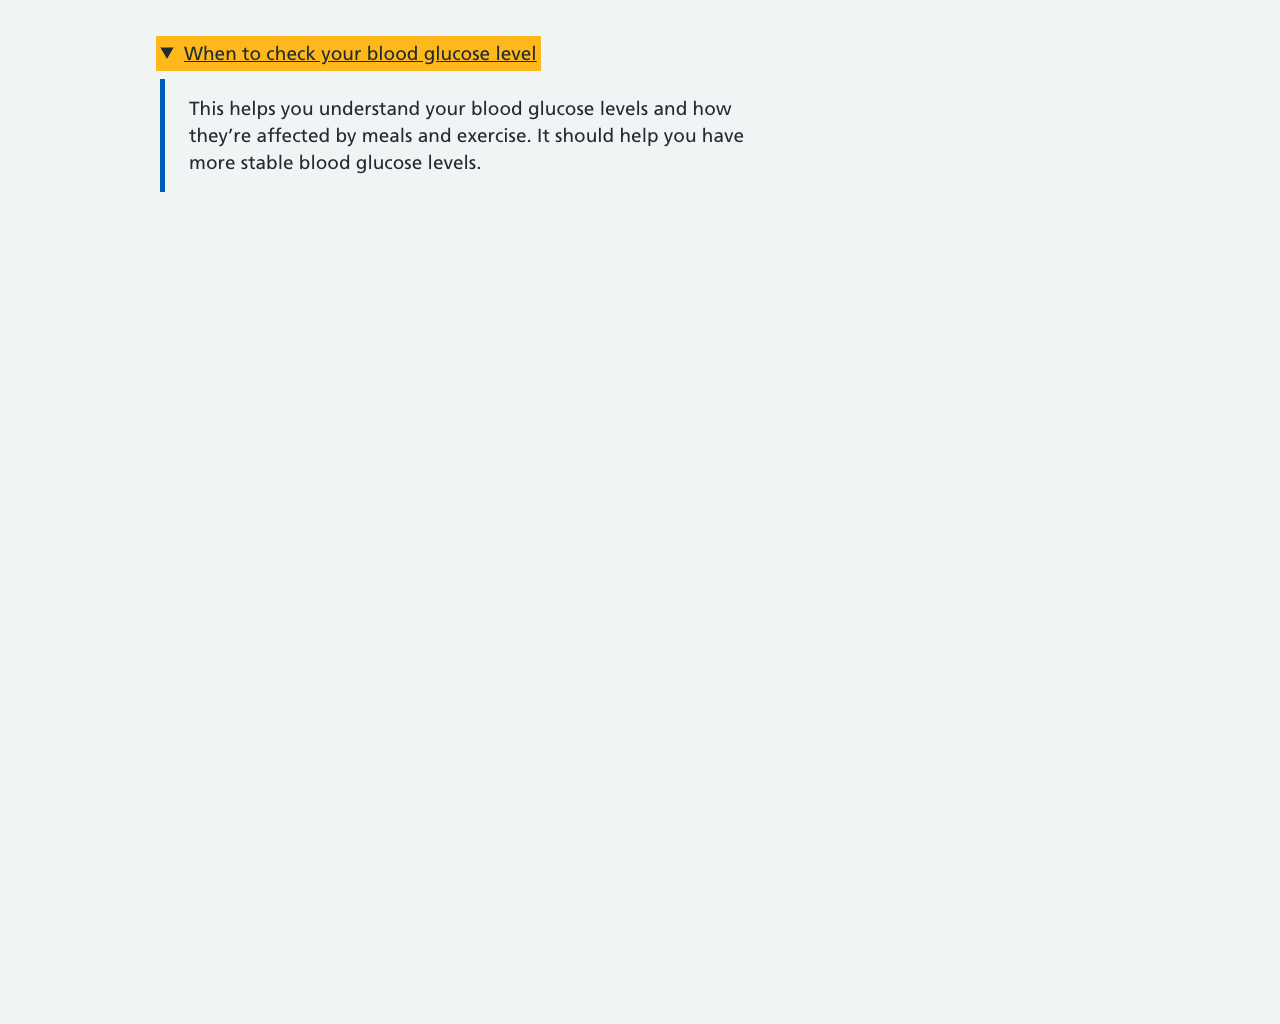 When to check your blood glucose level
This helps you understand your blood glucose levels and how
they’re affected by meals and exercise. It should help you have
more stable blood glucose levels.